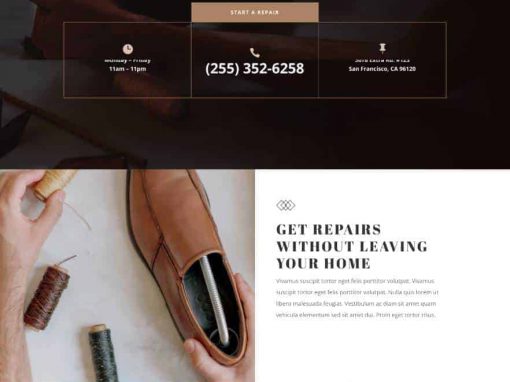 START A REPAIR
Monday – Friday
11am – 11pm
(255) 352-6258
San Francisco, CA 96120
GET REPAIRS
WITHOUT LEAVING
YOUR HOME
Vivamus suscipit tortor eget felis porttitor volutpat. Vivamus
suscipit tortor eget felis porttitor volutpat. Nulla quis lorem ut
libero malesuada feugiat. Vestibulum ac diam sit amet quam
vehicula elementum sed sit amet dui. Proin eget tortor risus.